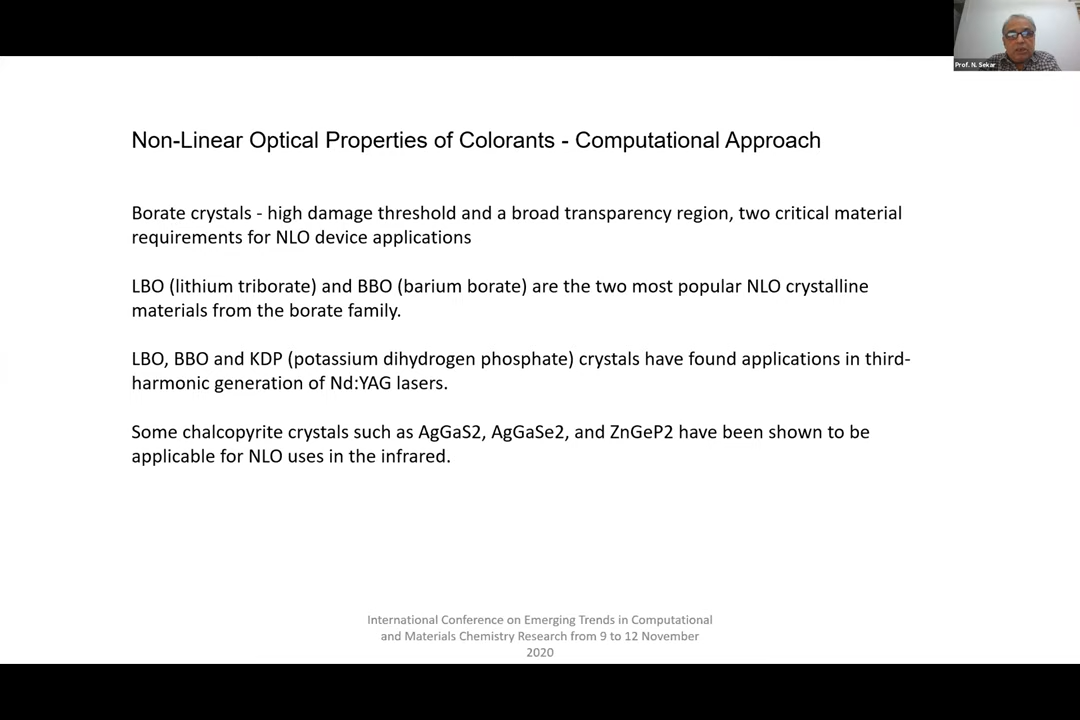 Prof. N. Sekar
Non-Linear Optical Properties of Colorants - Computational Approach
Borate crystals - high damage threshold and a broad transparency region, two critical material
requirements for NLO device applications
LBO (lithium triborate) and BBO (barium borate) are the two most popular NLO crystalline
materials from the borate family.
LBO, BBO and KDP (potassium dihydrogen phosphate) crystals have found applications in third-
harmonic generation of Nd:YAG lasers.
Some chalcopyrite crystals such as AgGaS2, AgGaSe2, and ZnGeP2 have been shown to be
applicable for NLO uses in the infrared.
International Conference on Emerging Trends in Computational
and Materials Chemistry Research from 9 to 12 November
2020